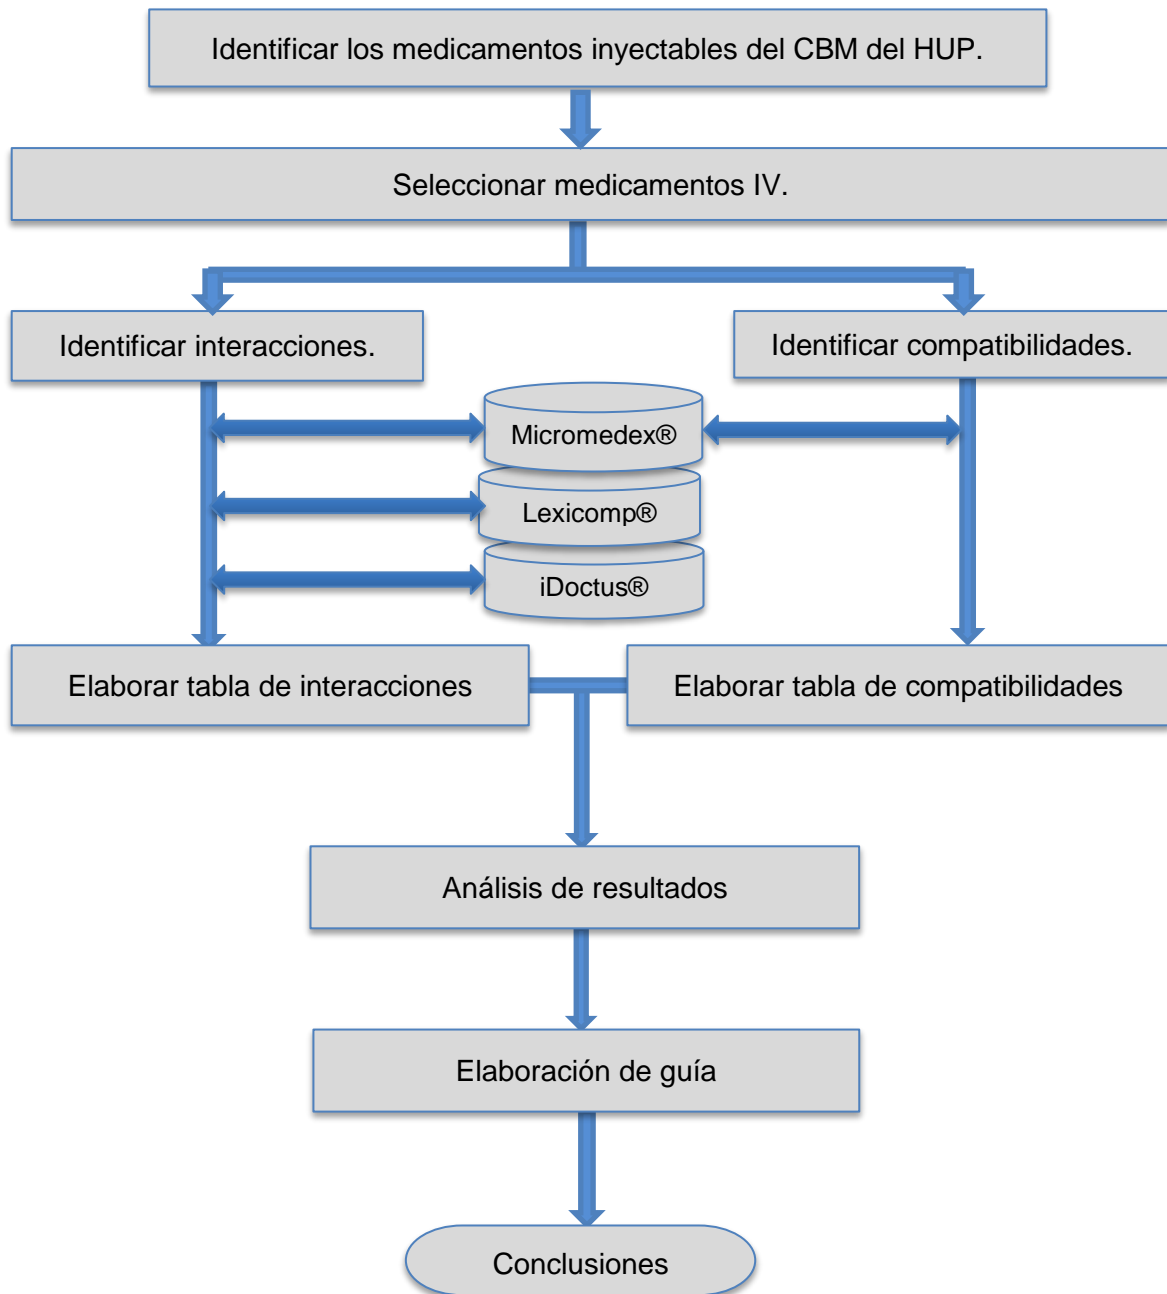 Identificar los medicamentos inyectables del CBM del HUP.
Seleccionar medicamentos IV.
Identificar interacciones.
Identificar compatibilidades.
Micromedex®
Lexicomp®
iDoctus®
Elaborar tabla de interacciones
Elaborar tabla de compatibilidades
Análisis de resultados
Elaboración de guía
Conclusiones